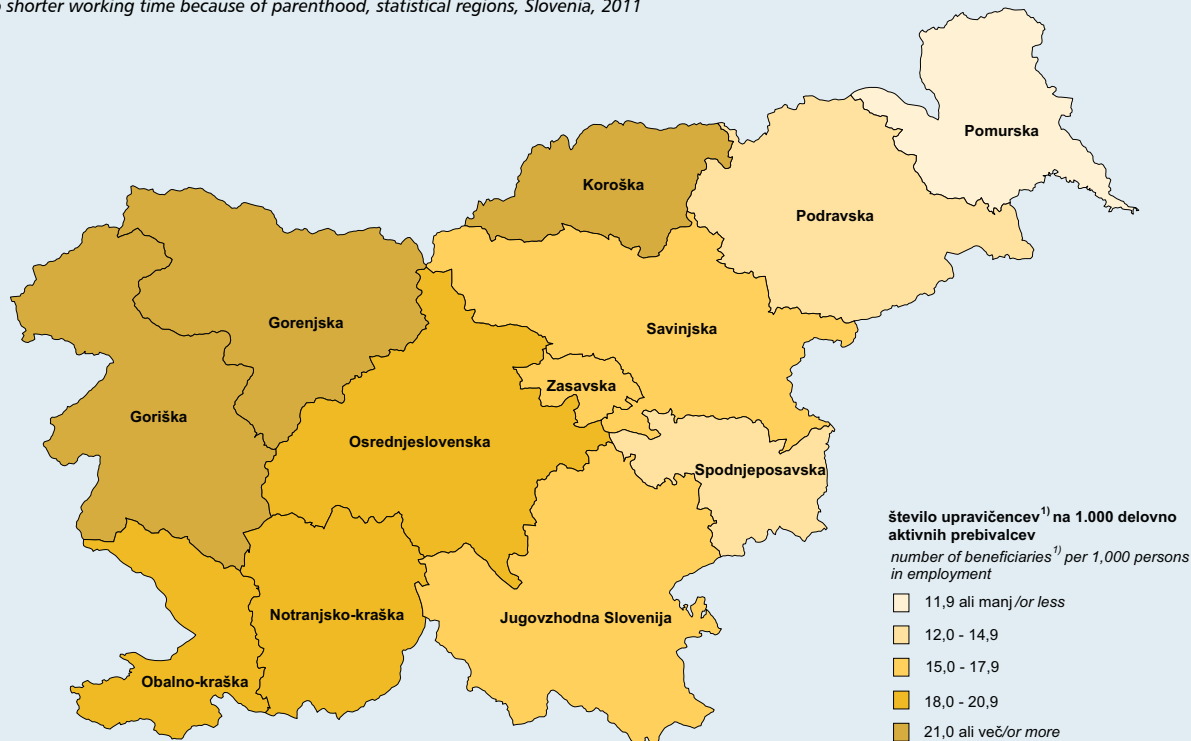 shorter working time because of parenthood, statistical regions, Slovenia, 2011
Pomurska
Koroška
Podravska
Gorenjska
Savinjska
Zasavska
Goriška
Osrednjeslovenska
Spodnjeposavska
Notranjsko-kraška
Jugovzhodna Slovenija
Obalno-kraška
število upravičencev¹⁾ na 1.000 delovno
aktivnih prebivalcev
number of beneficiaries¹⁾ per 1,000 persons
in employment
11,9 ali manj/or less
12,0 - 14,9
15,0 - 17,9
18,0 - 20,9
21,0 ali več/or more